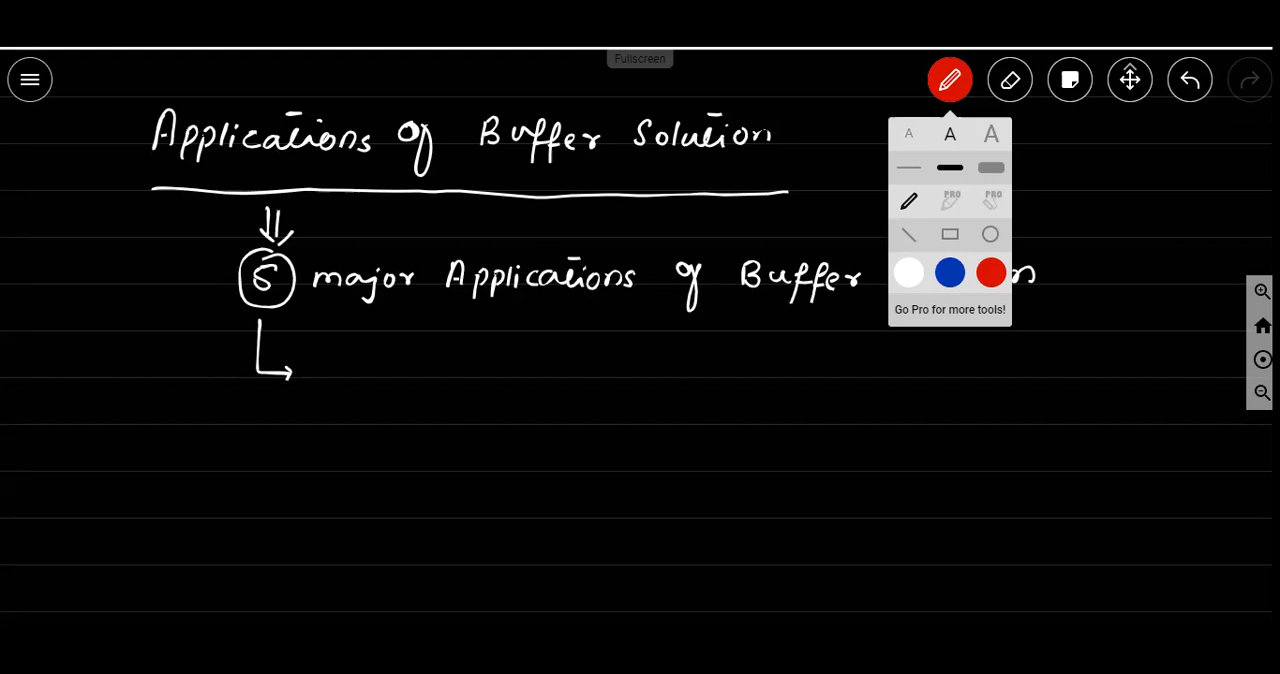 Fullscreen
Applications of Buffer Solution
A A A
PRO PRO
5 major Applications of Buffer
Go Pro for more tools!